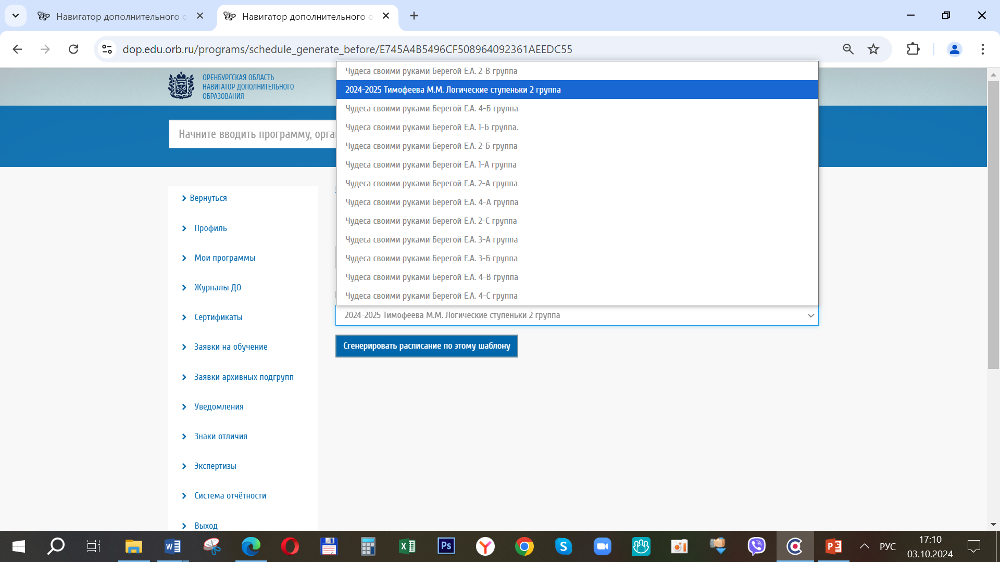 Навигатор дополнительного о
Навигатор дополнительного о
dop.edu.orb.ru/programs/schedule_generate_before/E745A4B5496CF508964092361AEEDC55
ОРЕНБУРГСКАЯ ОБЛАСТЬ
НАВИГАТОР ДОПОЛНИТЕЛЬНОГО
ОБРАЗОВАНИЯ
Начните вводить программу, орга
Вернуться
Профиль
Мои программы
Журналы ДО
Сертификаты
Заявки на обучение
Заявки архивных подгрупп
Уведомления
Знаки отличия
Экспертизы
Система отчётности
Выход
Чудеса своими руками Берегой Е.А. 2-В группа
2024-2025 Тимофеева М.М. Логические ступеньки 2 группа
Чудеса своими руками Берегой Е.А. 4-Б группа
Чудеса своими руками Берегой Е.А. 1-Б группа.
Чудеса своими руками Берегой Е.А. 2-Б группа
Чудеса своими руками Берегой Е.А. 1-А группа
Чудеса своими руками Берегой Е.А. 2-А группа
Чудеса своими руками Берегой Е.А. 4-А группа
Чудеса своими руками Берегой Е.А. 2-С группа
Чудеса своими руками Берегой Е.А. 3-А группа
Чудеса своими руками Берегой Е.А. 3-Б группа
Чудеса своими руками Берегой Е.А. 4-В группа
Чудеса своими руками Берегой Е.А. 4-С группа
2024-2025 Тимофеева М.М. Логические ступеньки 2 группа
Сгенерировать расписание по этому шаблону
РУС
17:10
03.10.2024